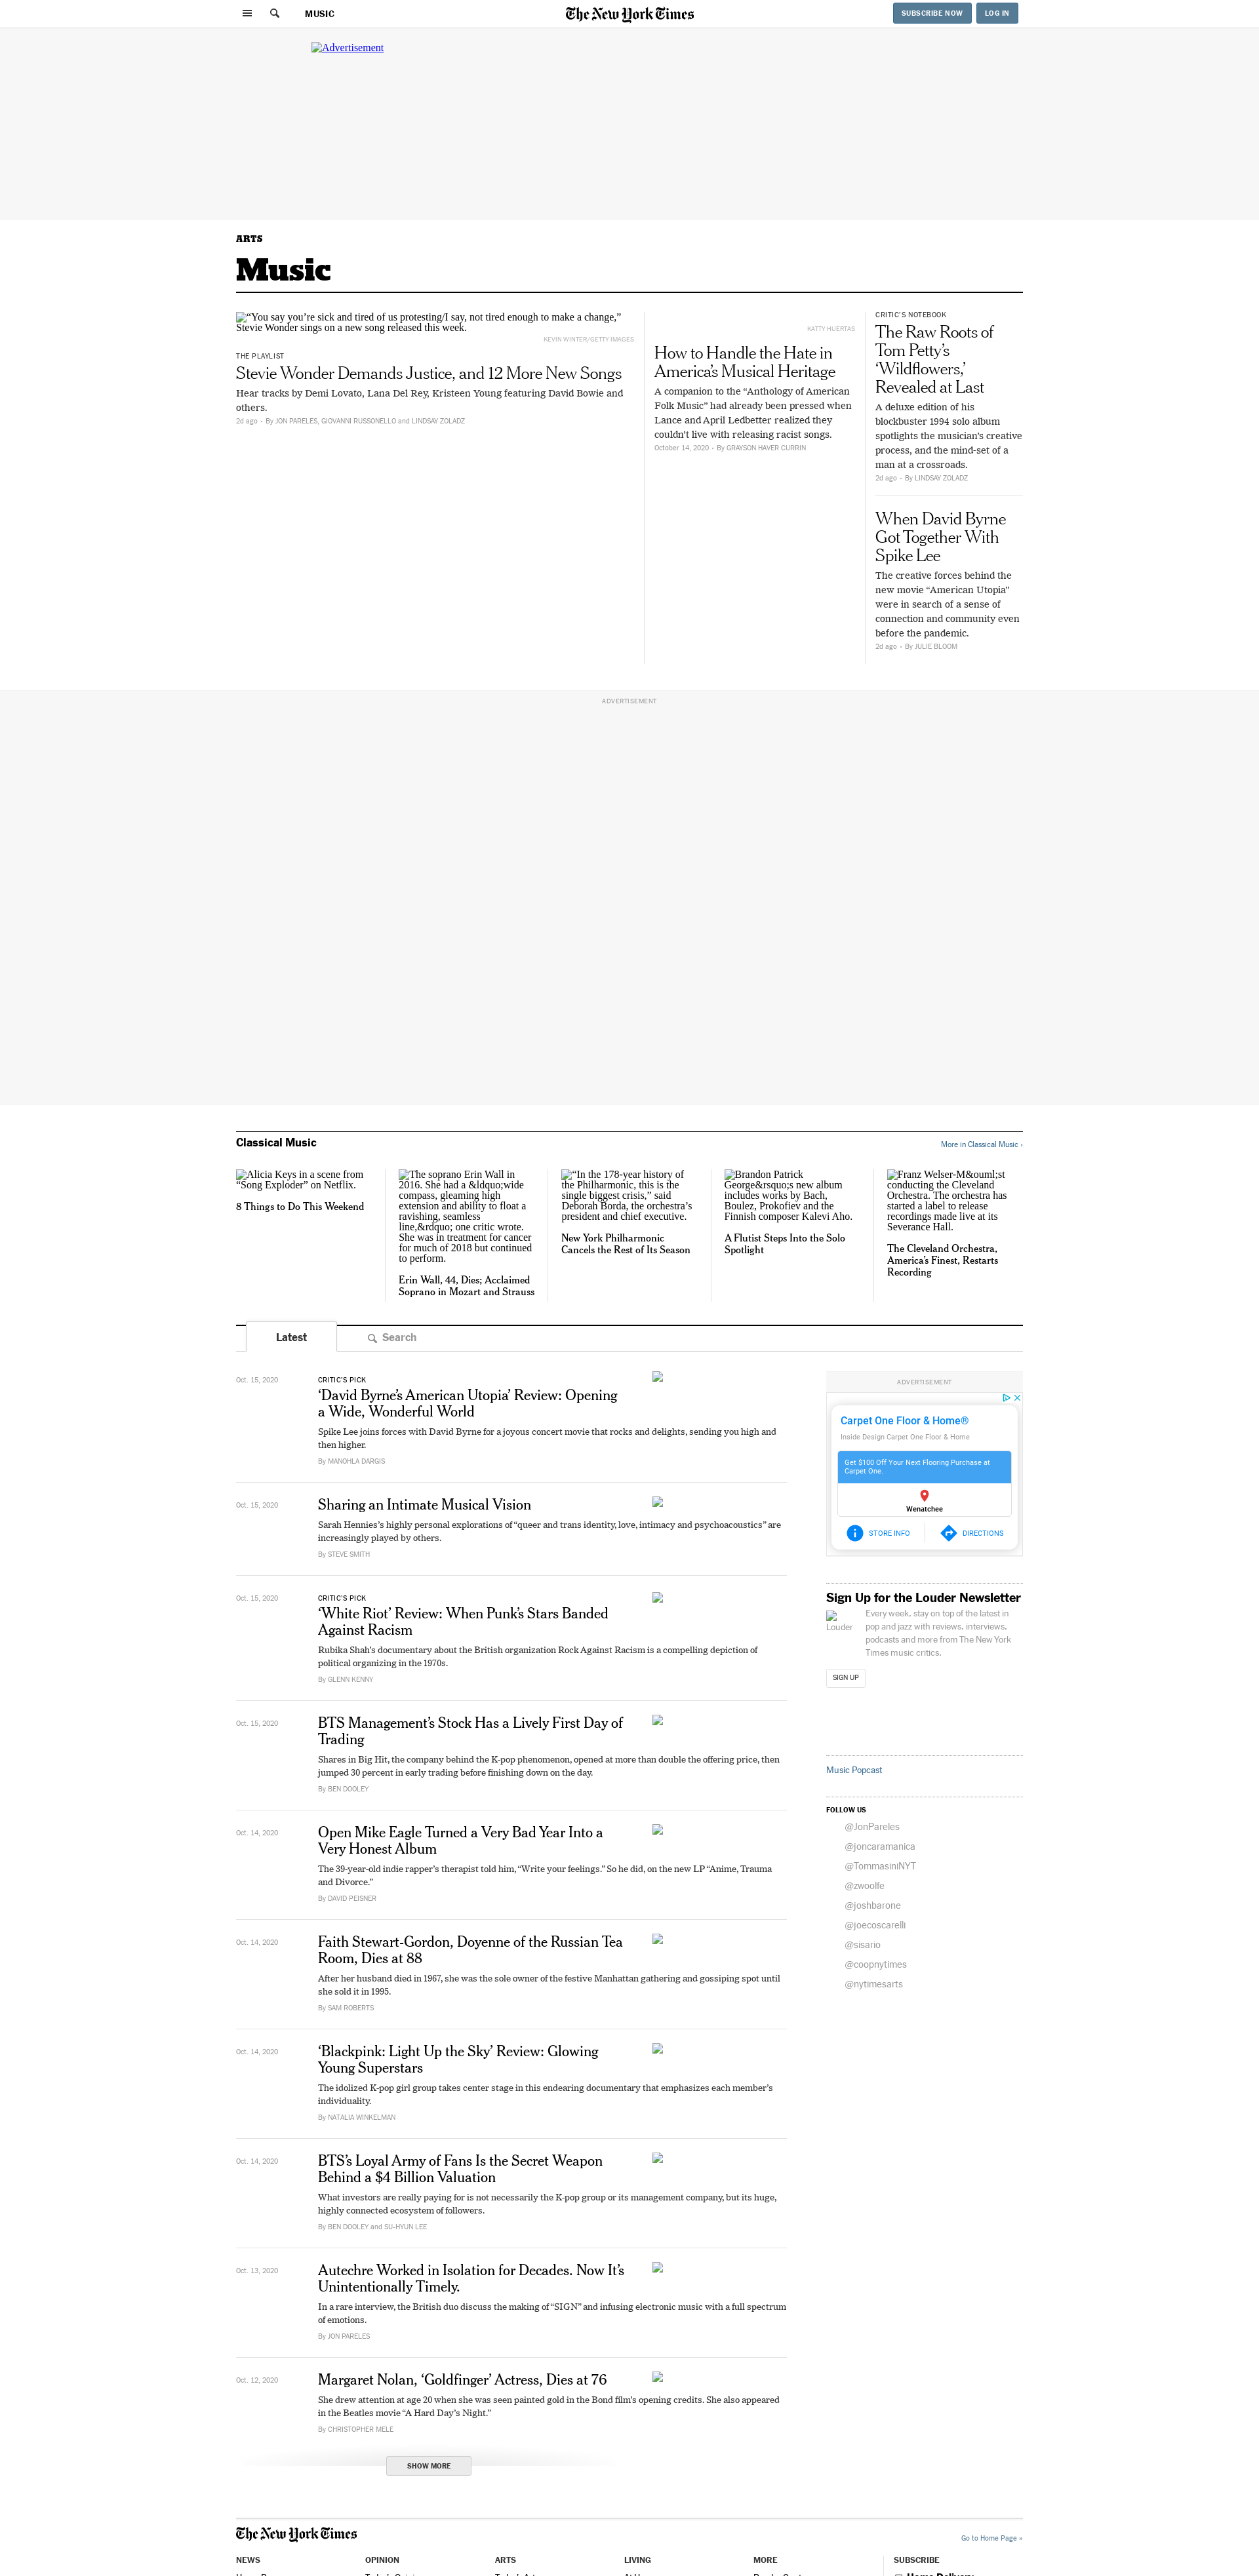 MUSIC
The New York Times
SUBSCRIBE NOW
LOG IN
Advertisement
ARTS
Music
“You say you’re sick and tired of us protesting/I say, not tired enough to make a change,”
Stevie Wonder sings on a new song released this week.
KEVIN WINTER/GETTY IMAGES
THE PLAYLIST
Stevie Wonder Demands Justice, and 12 More New Songs
Hear tracks by Demi Lovato, Lana Del Rey, Kristeen Young featuring David Bowie and
others.
2d ago · By JON PARELES, GIOVANNI RUSSONELLO and LINDSAY ZOLADZ
KATTY HUERTAS
How to Handle the Hate in
America’s Musical Heritage
A companion to the “Anthology of American
Folk Music” had already been pressed when
Lance and April Ledbetter realized they
couldn’t live with releasing racist songs.
October 14, 2020 · By GRAYSON HAVER CURRIN
CRITIC’S NOTEBOOK
The Raw Roots of
Tom Petty’s
‘Wildflowers,’
Revealed at Last
A deluxe edition of his
blockbuster 1994 solo album
spotlights the musician’s creative
process, and the mind-set of a
man at a crossroads.
2d ago · By LINDSAY ZOLADZ
When David Byrne
Got Together With
Spike Lee
The creative forces behind the
new movie “American Utopia”
were in search of a sense of
connection and community even
before the pandemic.
2d ago · By JULIE BLOOM
ADVERTISEMENT
Classical Music
More in Classical Music ›
Alicia Keys in a scene from
“Song Exploder” on Netflix.
8 Things to Do This Weekend
The soprano Erin Wall in
2016. She had a &ldquo;wide
compass, gleaming high
extension and ability to float a
ravishing, seamless
line,&rdquo; one critic wrote.
She was in treatment for cancer
for much of 2018 but continued
to perform.
Erin Wall, 44, Dies; Acclaimed
Soprano in Mozart and Strauss
“In the 178-year history of
the Philharmonic, this is the
single biggest crisis,” said
Deborah Borda, the orchestra’s
president and chief executive.
New York Philharmonic
Cancels the Rest of Its Season
Brandon Patrick
George&rsquo;s new album
includes works by Bach,
Boulez, Prokofiev and the
Finnish composer Kalevi Aho.
A Flutist Steps Into the Solo
Spotlight
Franz Welser-M&ouml;st
conducting the Cleveland
Orchestra. The orchestra has
started a label to release
recordings made live at its
Severance Hall.
The Cleveland Orchestra,
America’s Finest, Restarts
Recording
Latest
Search
Oct. 15, 2020
CRITIC’S PICK
‘David Byrne’s American Utopia’ Review: Opening
a Wide, Wonderful World
Spike Lee joins forces with David Byrne for a joyous concert movie that rocks and delights, sending you high and
then higher.
By MANOHLA DARGIS
Oct. 15, 2020
Sharing an Intimate Musical Vision
Sarah Hennies’s highly personal explorations of “queer and trans identity, love, intimacy and psychoacoustics” are
increasingly played by others.
By STEVE SMITH
Oct. 15, 2020
CRITIC’S PICK
‘White Riot’ Review: When Punk’s Stars Banded
Against Racism
Rubika Shah’s documentary about the British organization Rock Against Racism is a compelling depiction of
political organizing in the 1970s.
By GLENN KENNY
Oct. 15, 2020
BTS Management’s Stock Has a Lively First Day of
Trading
Shares in Big Hit, the company behind the K-pop phenomenon, opened at more than double the offering price, then
jumped 30 percent in early trading before finishing down on the day.
By BEN DOOLEY
Oct. 14, 2020
Open Mike Eagle Turned a Very Bad Year Into a
Very Honest Album
The 39-year-old indie rapper’s therapist told him, “Write your feelings.” So he did, on the new LP “Anime, Trauma
and Divorce.”
By DAVID PEISNER
Oct. 14, 2020
Faith Stewart-Gordon, Doyenne of the Russian Tea
Room, Dies at 88
After her husband died in 1967, she was the sole owner of the festive Manhattan gathering and gossiping spot until
she sold it in 1995.
By SAM ROBERTS
Oct. 14, 2020
‘Blackpink: Light Up the Sky’ Review: Glowing
Young Superstars
The idolized K-pop girl group takes center stage in this endearing documentary that emphasizes each member’s
individuality.
By NATALIA WINKELMAN
Oct. 14, 2020
BTS’s Loyal Army of Fans Is the Secret Weapon
Behind a $4 Billion Valuation
What investors are really paying for is not necessarily the K-pop group or its management company, but its huge,
highly connected ecosystem of followers.
By BEN DOOLEY and SU-HYUN LEE
Oct. 13, 2020
Autechre Worked in Isolation for Decades. Now It’s
Unintentionally Timely.
In a rare interview, the British duo discuss the making of “SIGN” and infusing electronic music with a full spectrum
of emotions.
By JON PARELES
Oct. 12, 2020
Margaret Nolan, ‘Goldfinger’ Actress, Dies at 76
She drew attention at age 20 when she was seen painted gold in the Bond film’s opening credits. She also appeared
in the Beatles movie “A Hard Day’s Night.”
By CHRISTOPHER MELE
SHOW MORE
ADVERTISEMENT
Carpet One Floor & Home®
Inside Design Carpet One Floor & Home
Get $100 Off Your Next Flooring Purchase at
Carpet One.
Wenatchee
STORE INFO
DIRECTIONS
Sign Up for the Louder Newsletter
Louder
Every week, stay on top of the latest in
pop and jazz with reviews, interviews,
podcasts and more from The New York
Times music critics.
SIGN UP
Music Popcast
FOLLOW US
@JonPareles
@joncaramanica
@TommasiniNYT
@zwoolfe
@joshbarone
@joecoscarelli
@sisario
@coopnytimes
@nytimesarts
The New York Times
Go to Home Page »
NEWS
OPINION
ARTS
LIVING
MORE
SUBSCRIBE